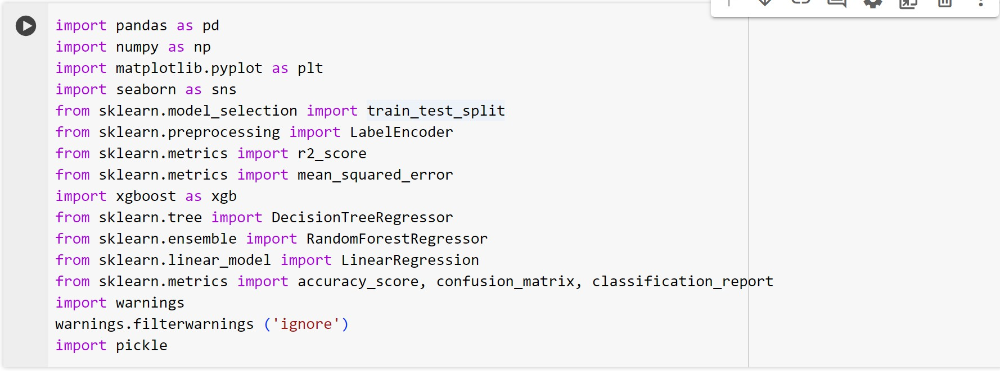 import pandas as pd
import numpy as np
import matplotlib.pyplot as plt
import seaborn as sns
from sklearn.model_selection import train_test_split
from sklearn.preprocessing import LabelEncoder
from sklearn.metrics import r2_score
from sklearn.metrics import mean_squared_error
import xgboost as xgb
from sklearn.tree import DecisionTreeRegressor
from sklearn.ensemble import RandomForestRegressor
from sklearn.linear_model import LinearRegression
from sklearn.metrics import accuracy_score, confusion_matrix, classification_report
import warnings
warnings.filterwarnings ('ignore')
import pickle